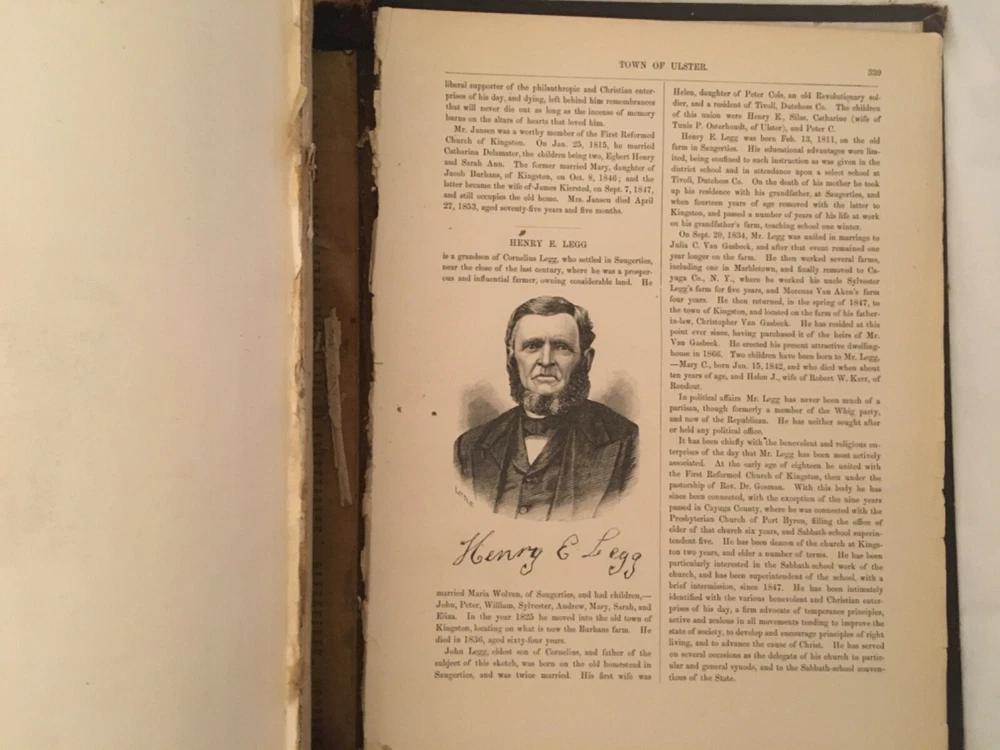 TOWN OF ULSTER.
339
liberal supporter of the philanthropic and Christian enter-
prises of his day, and dying, left behind him remembrances
that will never die out as long as the incense of memory
burns on the altars of hearts that loved him.
Mr. Jansen was a worthy member of the First Reformed
Church of Kingston. On Jan. 25, 1815, he married
Catharina Delamater, the children being two, Egbert Henry
and Sarah Ann. The former married Mary, daughter of
Jacob Burhans, of Kingston, on Oct. 8, 1846; and the
latter became the wife of James Kiersted, on Sept. 7, 1847,
and still occupies the old home. Mrs. Jansen died April
27, 1853, aged seventy-five years and five months.
HENRY E. LEGG
is a grandson of Cornelius Legg, who settled in Saugerties,
near the close of the last century, where he was a prosper-
ous and influential farmer, owning considerable land. He
LITTLE
Henry E Legg
married Maria Wolven, of Saugerties, and had children,—
John, Peter, William, Sylvester, Andrew, Mary, Sarah, and
Eliza. In the year 1825 he moved into the old town of
Kingston, locating on what is now the Burhans farm. He
died in 1836, aged sixty-four years.
John Legg, eldest son of Cornelius, and father of the
subject of this sketch, was born on the old homestead in
Saugerties, and was twice married. His first wife was
Helen, daughter of Peter Cole, an old Revolutionary sol-
dier, and a resident of Tivoli, Dutchess Co. The children
of this union were Henry E., Silas, Catharine (wife of
Tunis P. Osterhoudt, of Ulster), and Peter C.
Henry E. Legg was born Feb. 13, 1811, on the old
farm in Saugerties. His educational advantages were lim-
ited, being confined to such instruction as was given in the
district school and in attendance upon a select school at
Tivoli, Dutchess Co. On the death of his mother he took
up his residence with his grandfather, at Saugerties, and
when fourteen years of age removed with the latter to
Kingston, and passed a number of years of his life at work
on his grandfather's farm, teaching school one winter.
On Sept. 20, 1834, Mr. Legg was united in marriage to
Julia C. Van Gasbeck, and after that event remained one
year longer on the farm. He then worked several farms,
including one in Marbletown, and finally removed to Ca-
yuga Co., N. Y., where he worked his uncle Sylvester
Legg's farm for five years, and Morenus Van Aken's farm
four years. He then returned, in the spring of 1847, to
the town of Kingston, and located on the farm of his father-
in-law, Christopher Van Gasbeck. He has resided at this
point ever since, having purchased it of the heirs of Mr.
Van Gasbeck. He erected his present attractive dwelling-
house in 1866. Two children have been born to Mr. Legg,
—Mary C., born Jan. 15, 1842, and who died when about
ten years of age, and Helen J., wife of Robert W. Kerr, of
Rondout.
In political affairs Mr. Legg has never been much of a
partisan, though formerly a member of the Whig party,
and now of the Republican. He has neither sought after
or held any political office.
It has been chiefly with the benevolent and religious en-
terprises of the day that Mr. Legg has been most actively
associated. At the early age of eighteen he united with
the First Reformed Church of Kingston, then under the
pastorship of Rev. Dr. Gosman. With this body he has
since been connected, with the exception of the nine years
passed in Cayuga County, where he was connected with the
Presbyterian Church of Port Byron, filling the office of
elder of that church six years, and Sabbath-school superin-
tendent five. He has been deacon of the church at Kings-
ton two years, and elder a number of terms. He has been
particularly interested in the Sabbath-school work of the
church, and has been superintendent of the school, with a
brief intermission, since 1847. He has been intimately
identified with the various benevolent and Christian enter-
prises of his day, a firm advocate of temperance principles,
active and zealous in all movements tending to improve the
state of society, to develop and encourage principles of right
living, and to advance the cause of Christ. He has served
on several occasions as the delegate of his church to partic-
ular and general synods, and to the Sabbath-school conven-
tions of the State.